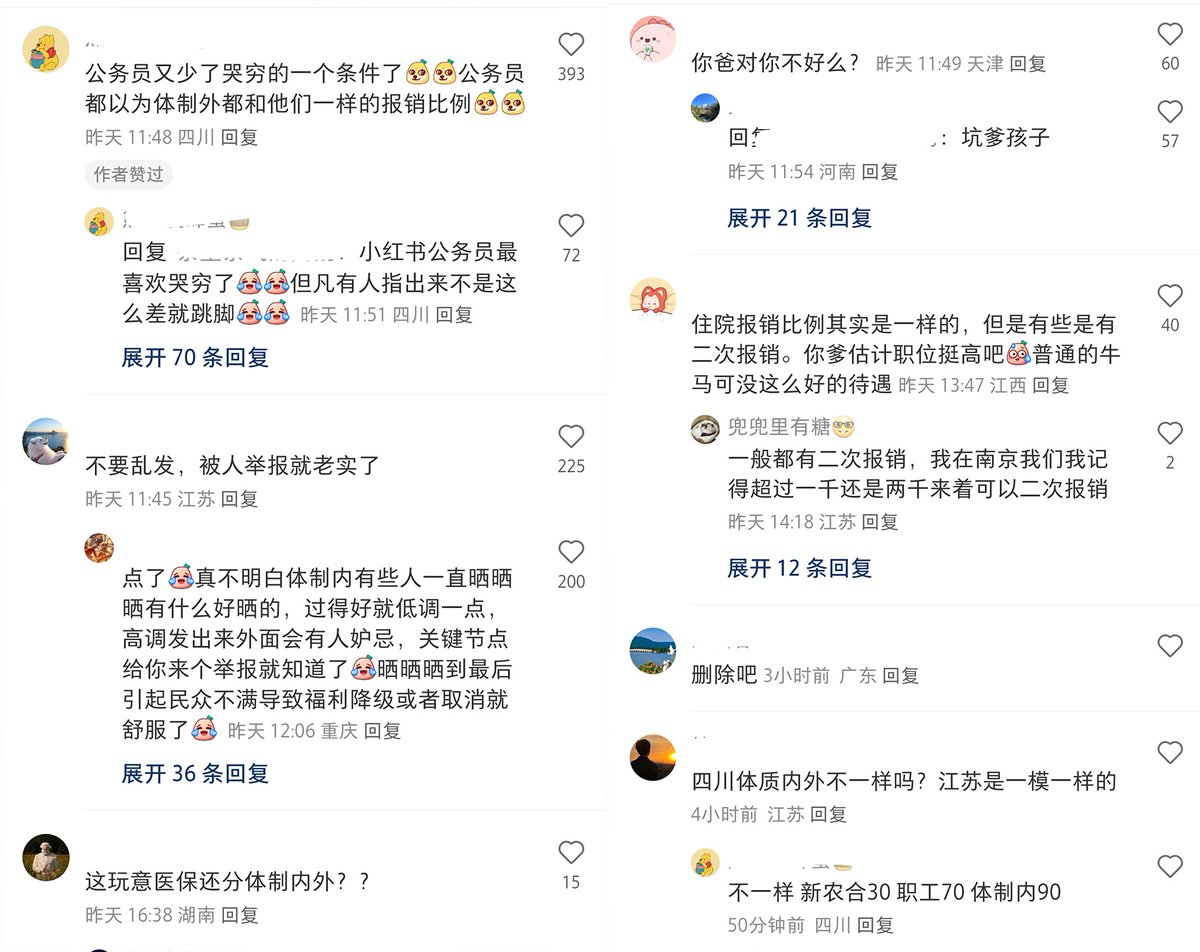 393
公务员又少了哭穷的一个条件了公务员
都以为体制外都和他们一样的报销比例
昨天 11:48 四川 回复
作者赞过
回复
小红书公务员最
72
喜欢哭穷了但凡有人指出来不是这
么差就跳脚 昨天 11:51 四川 回复
展开 70 条回复
不要乱发，被人举报就老实了
225
昨天 11:45 江苏 回复
点了真不明白体制内有些人一直晒晒
200
晒有什么好晒的，过得好就低调一点，
高调发出来外面会有人妒忌，关键节点
给你来个举报就知道了晒晒晒到最后
引起民众不满导致福利降级或者取消就
舒服了 昨天 12:06 重庆 回复
展开 36 条回复
这玩意医保还分体制内外？？
15
昨天 16:38 湖南 回复
你爸对你不好么？ 昨天 11:49 天津 回复
60
回复
：坑爹孩子
57
昨天 11:54 河南 回复
展开 21 条回复
住院报销比例其实是一样的，但是有些是有
40
二次报销。你爹估计职位挺高吧普通的牛
马可没这么好的待遇 昨天 13:47 江西 回复
兜兜里有糖
一般都有二次报销，我在南京我们我记
2
得超过一千还是两千来着可以二次报销
昨天 14:18 江苏 回复
展开 12 条回复
删除吧 3小时前 广东 回复
四川体质内外不一样吗？江苏是一模一样的
4小时前 江苏 回复
不一样 新农合30 职工70 体制内90
50分钟前 四川 回复